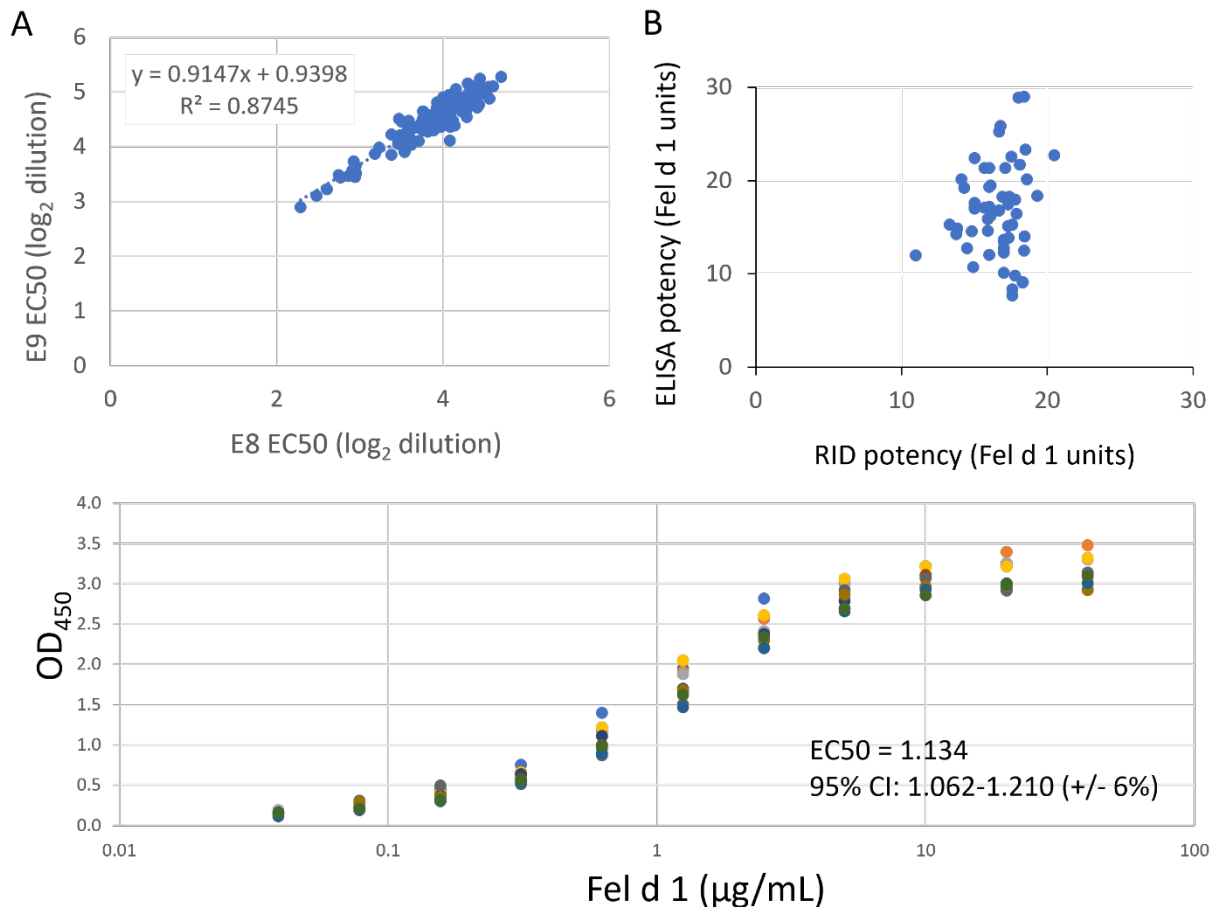 A
6
5
4
3
2
1
0
y = 0.9147x + 0.9398
R² = 0.8745
0
2
4
6
E9 EC50 (log₂ dilution)
E8 EC50 (log₂ dilution)
B
30
20
10
0
0
10
20
30
ELISA potency (Fel d 1 units)
RID potency (Fel d 1 units)
4.0
3.5
3.0
2.5
2.0
1.5
1.0
0.5
0.0
OD₄₅₀
EC50 = 1.134
95% CI: 1.062-1.210 (+/- 6%)
0.01
0.1
1
10
100
Fel d 1 (µg/mL)